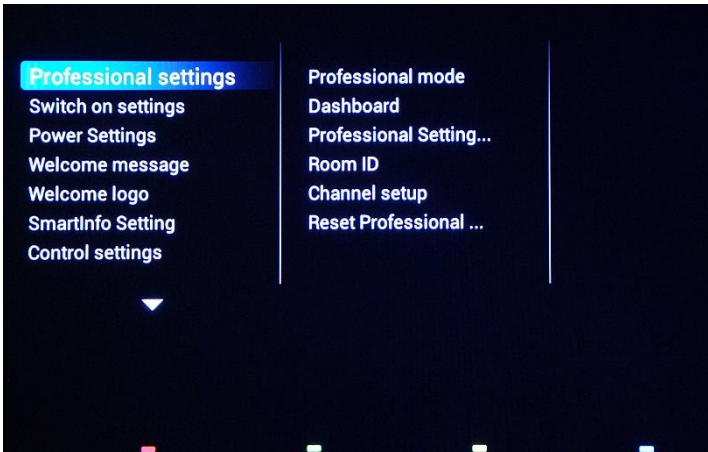 Professional settings
Switch on settings
Power Settings
Welcome message
Welcome logo
SmartInfo Setting
Control settings
Professional mode
Dashboard
Professional Setting...
Room ID
Channel setup
Reset Professional ...